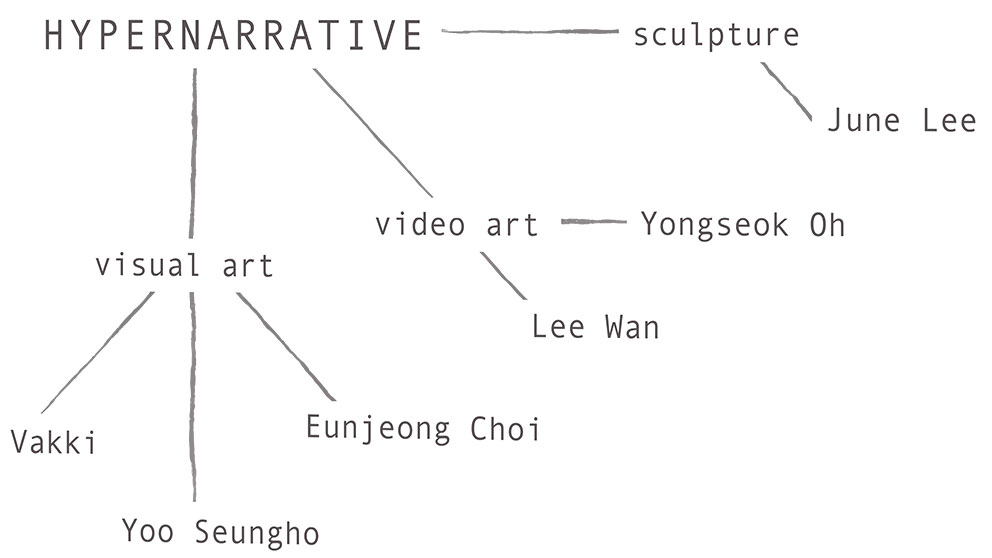 HYPERNARRATIVE
sculpture
June Lee
video art
Yongseok Oh
visual art
Lee Wan
Vakki
Eunjeong Choi
Yoo Seungho